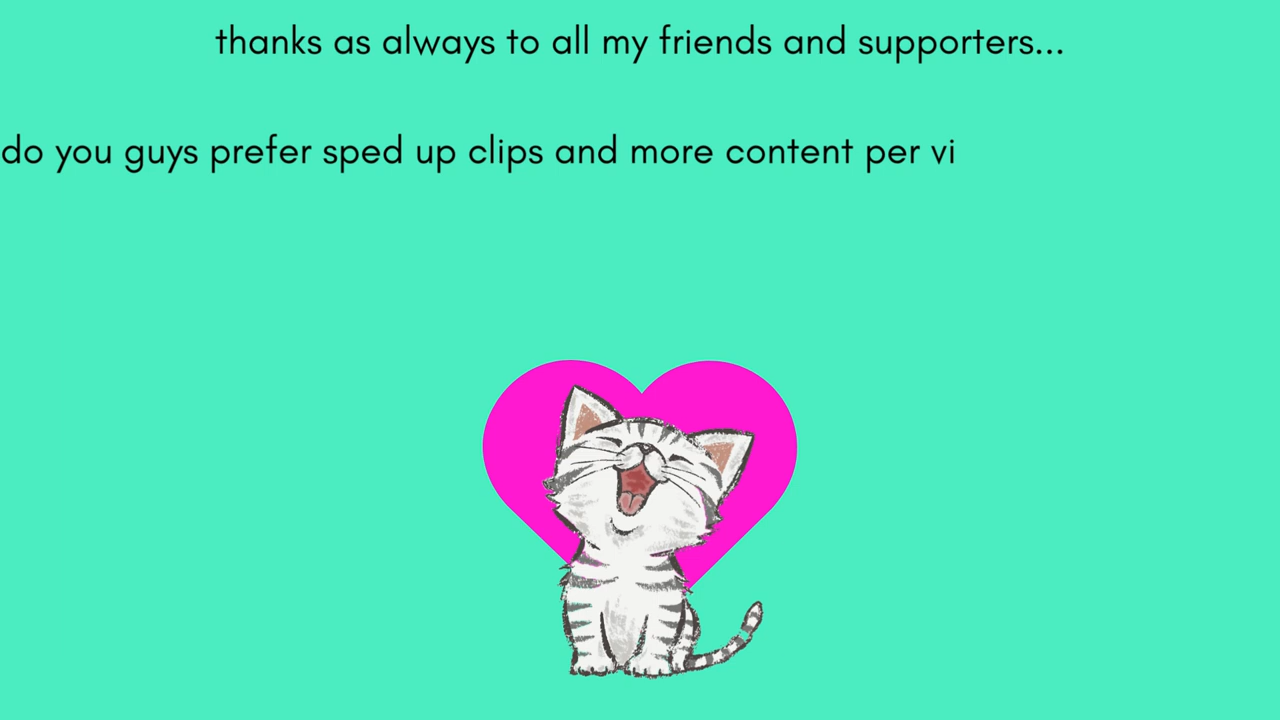 thanks as always to all my friends and supporters...
do you guys prefer sped up clips and more content per vi